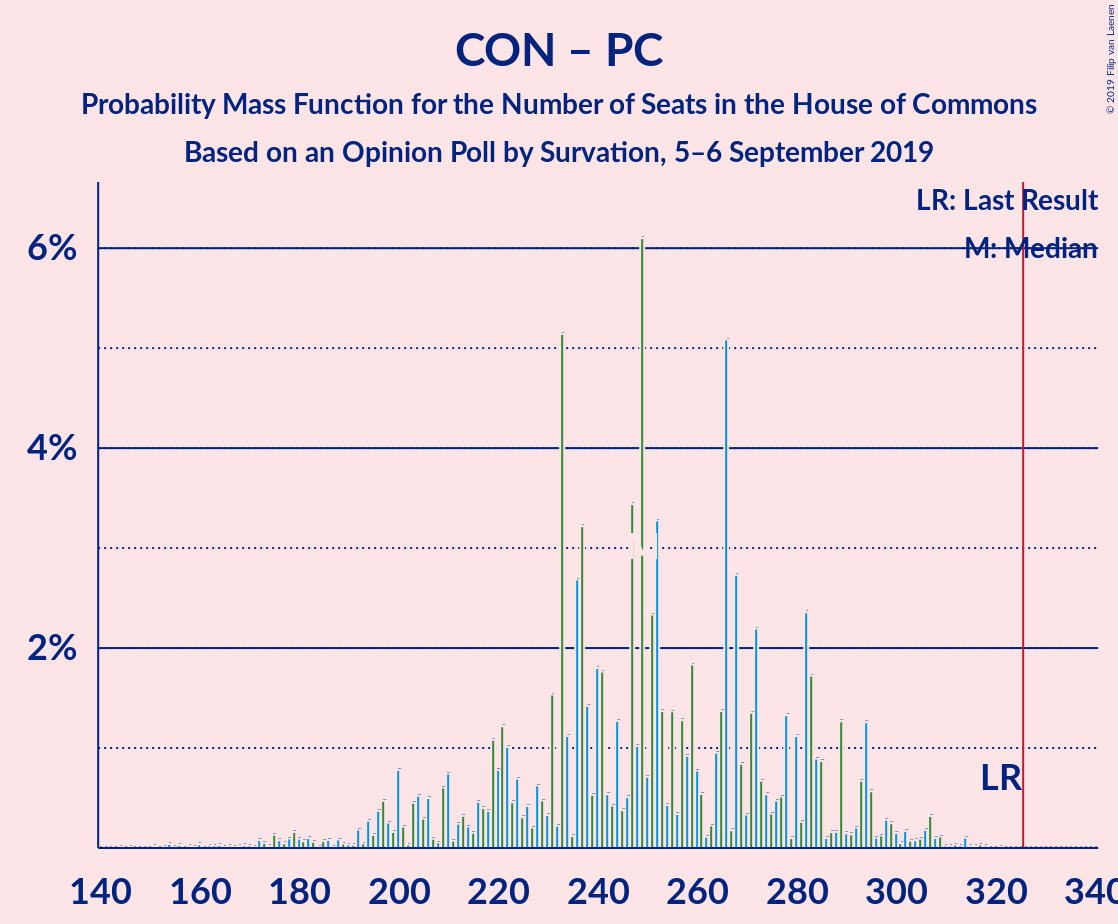 CON – PC
Probability Mass Function for the Number of Seats in the House of Commons
Based on an Opinion Poll by Survation, 5–6 September 2019
© 2019 Filip van Laenen
LR: Last Result
M: Median
6%
4%
2%
LR
140 160 180 200 220 240 260 280 300 320 340